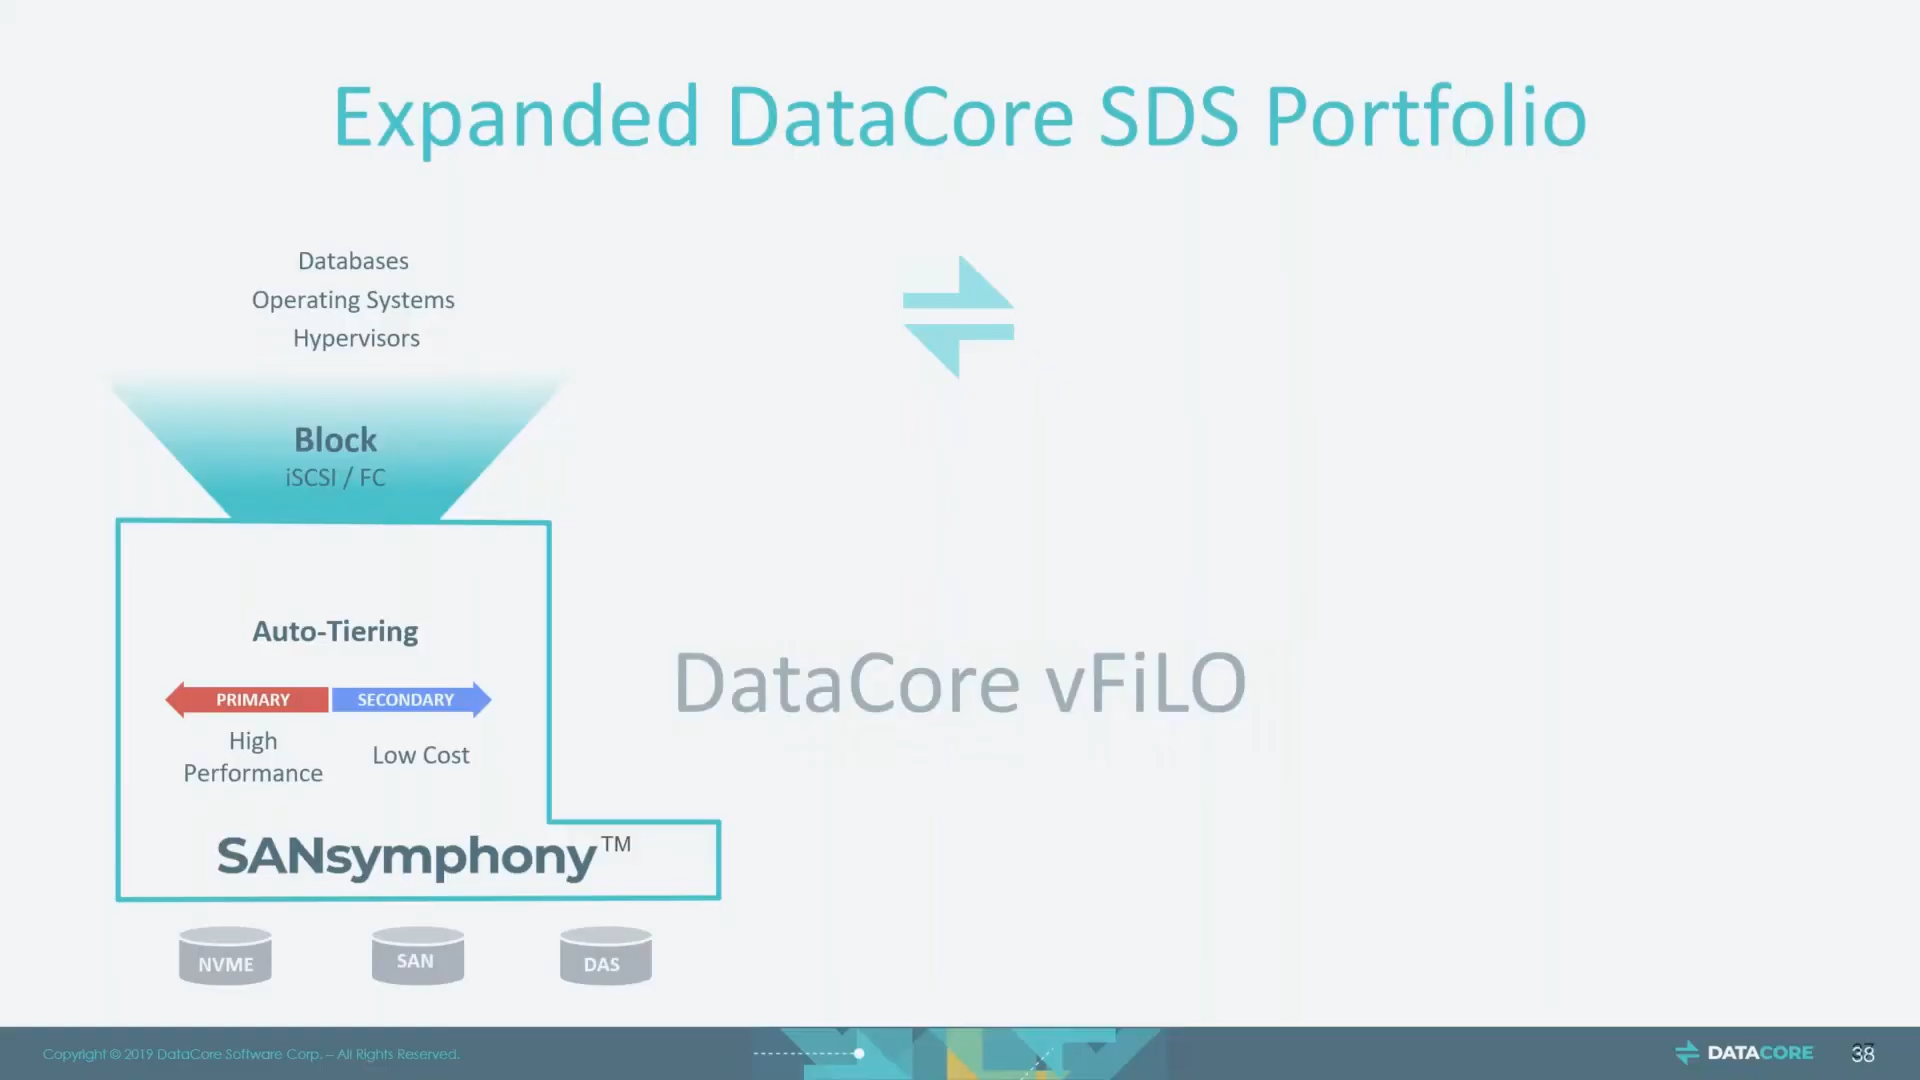 Expanded DataCore SDS Portfolio
Databases
Operating Systems
Hypervisors
Block
iSCSI / FC
Auto-Tiering
PRIMARY
SECONDARY
High
Performance
Low Cost
DataCore vFiLO
SANsymphony™
NVME
SAN
DAS
Copyright © 2019 DataCore Software Corp. – All Rights Reserved.
DATACORE
38